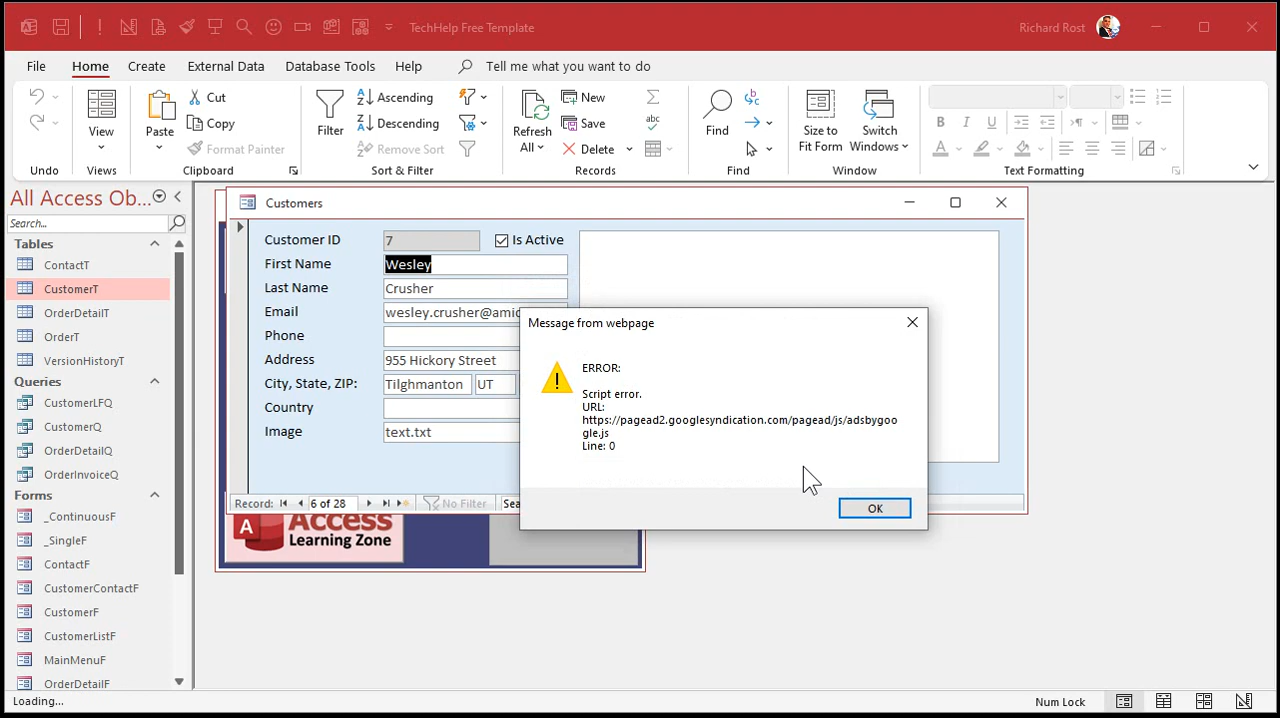 TechHelp Free Template
Richard Rost
File Home Create External Data Database Tools Help Tell me what you want to do
Undo
View
Views
Paste
Cut
Copy
Format Painter
Clipboard
Filter
Ascending
Descending
Remove Sort
Sort & Filter
Refresh
All
New
Save
Delete
Records
Find
Find
Size to
Fit Form
Switch
Windows
Window
B I U
Text Formatting
All Access Ob...
Search...
Tables
ContactT
CustomerT
OrderDetailT
OrderT
VersionHistoryT
Queries
CustomerLFQ
CustomerQ
OrderDetailQ
OrderInvoiceQ
Forms
_ContinuousF
_SingleF
ContactF
CustomerContactF
CustomerF
CustomerListF
MainMenuF
OrderDetailF
Customers
Customer ID 7 Is Active
First Name Wesley
Last Name Crusher
Email wesley.crusher@amic
Phone
Address 955 Hickory Street
City, State, ZIP: Tilghmanton UT
Country
Image text.txt
Record: 6 of 28 No Filter Sea
A Access
Learning Zone
Message from webpage
ERROR:
Script error.
URL:
https://pagead2.googlesyndication.com/pagead/js/adsbygoo
gle.js
Line: 0
OK
Loading...
Num Lock